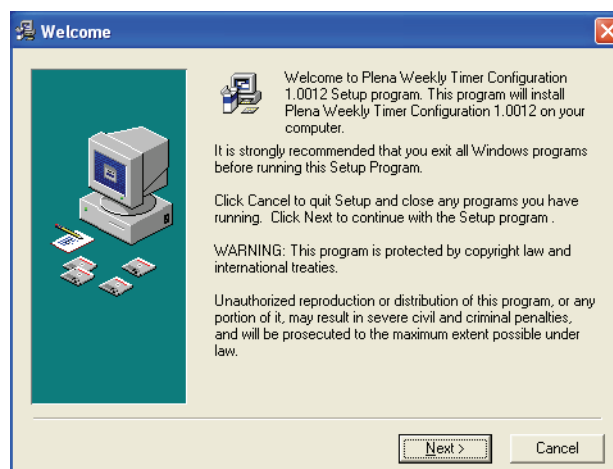 Welcome
Welcome to Plena Weekly Timer Configuration
1.0012 Setup program. This program will install
Plena Weekly Timer Configuration 1.0012 on your
computer.
It is strongly recommended that you exit all Windows programs
before running this Setup Program.
Click Cancel to quit Setup and close any programs you have
running. Click Next to continue with the Setup program .
WARNING: This program is protected by copyright law and
international treaties.
Unauthorized reproduction or distribution of this program, or any
portion of it, may result in severe civil and criminal penalties,
and will be prosecuted to the maximum extent possible under
law.
Next >
Cancel